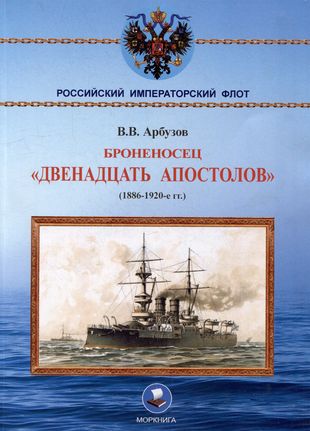 РОССИЙСКИЙ ИМПЕРАТОРСКИЙ ФЛОТ
В.В. Арбузов
БРОНЕНОСЕЦ
«ДВЕНАДЦАТЬ АПОСТОЛОВ»
(1886-1920-е гг.)
МОРКНИГА